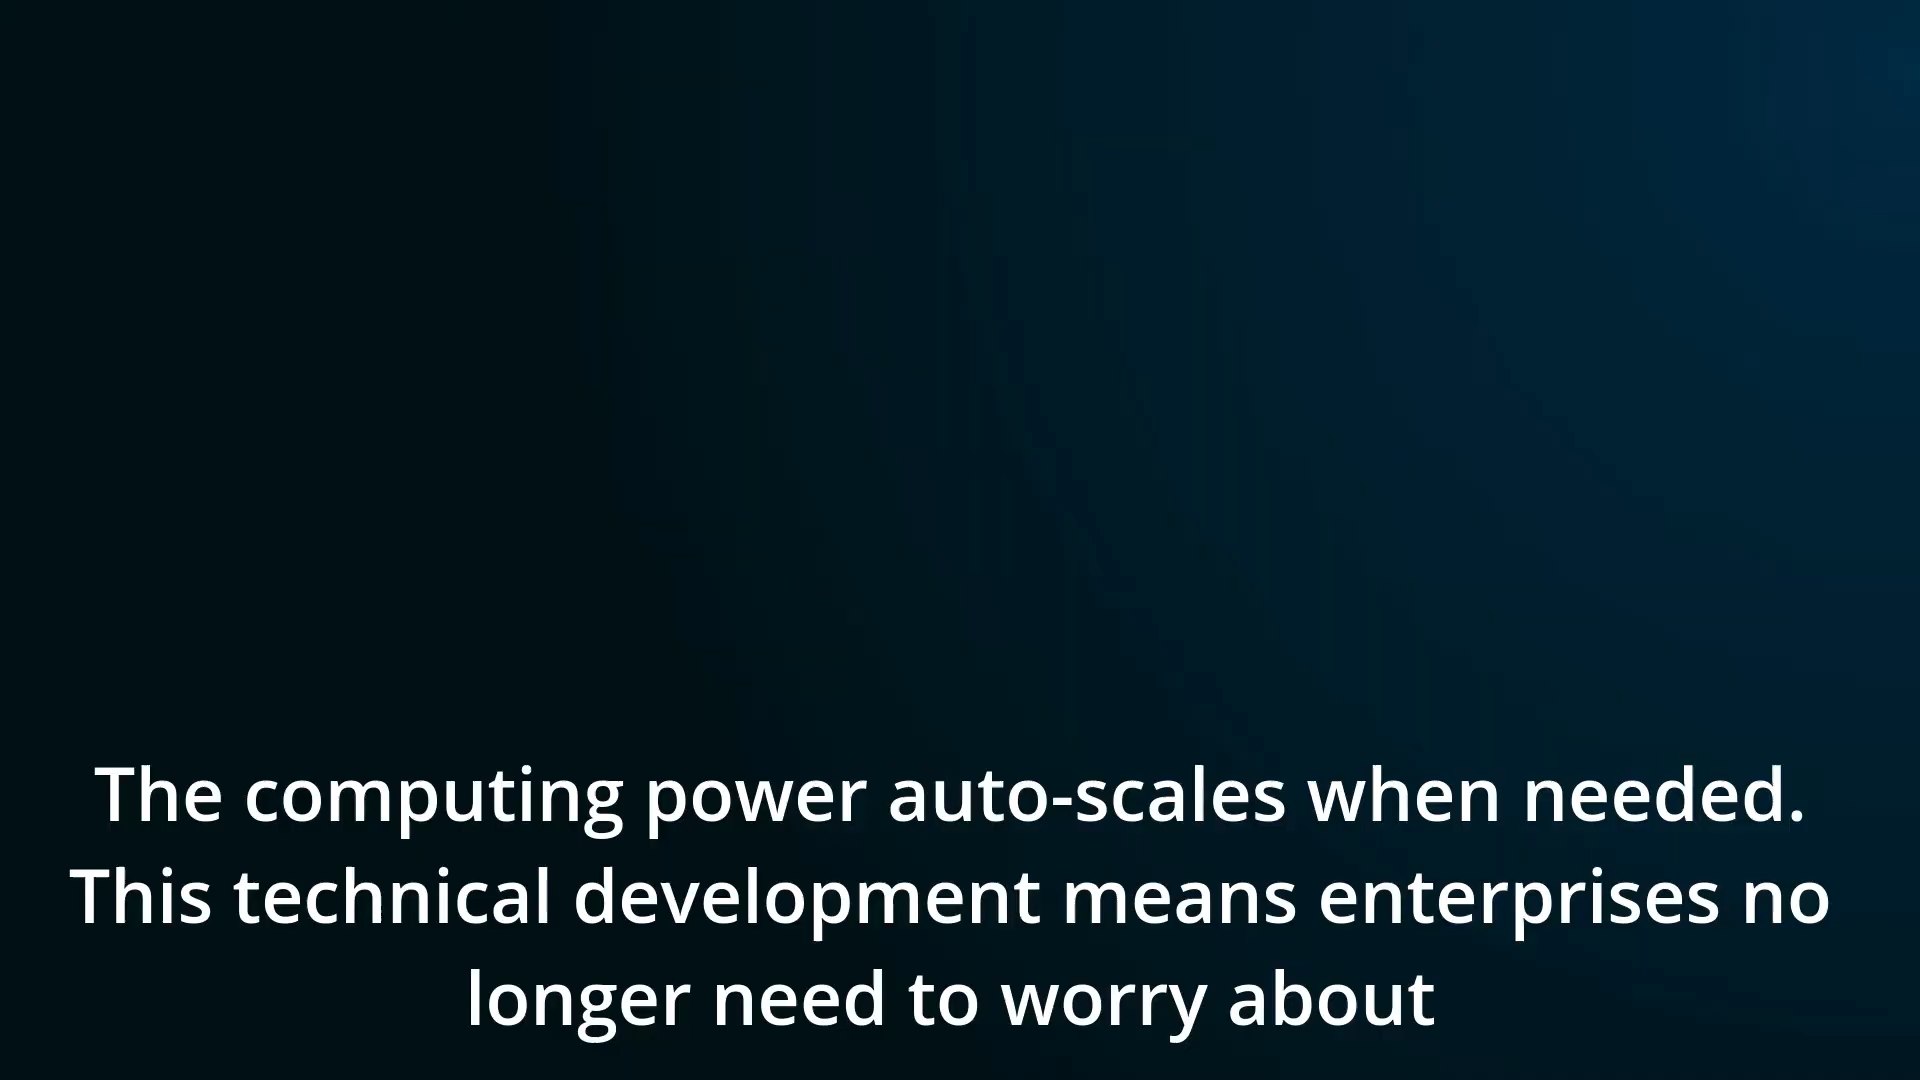 The computing power auto-scales when needed.
This technical development means enterprises no
longer need to worry about